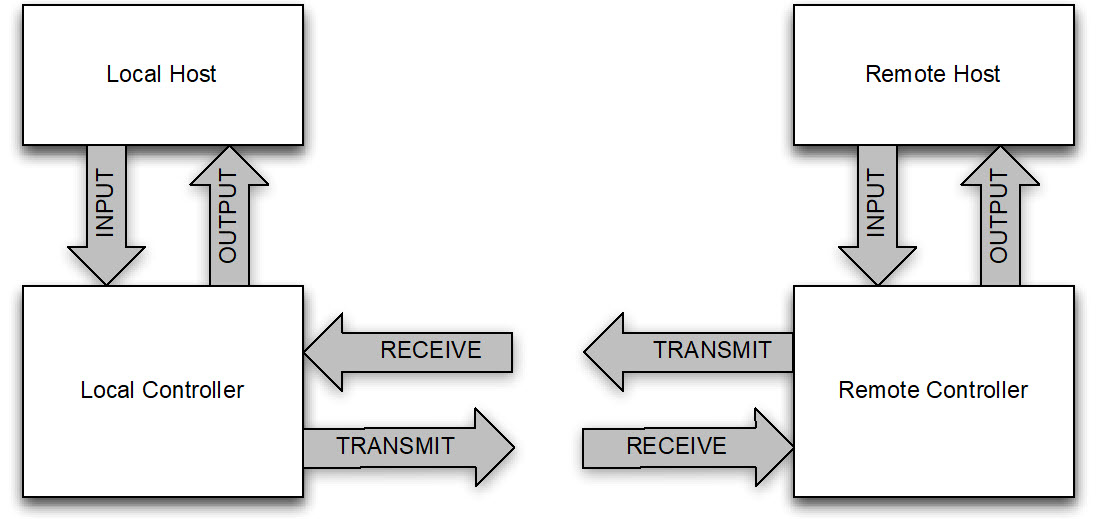 Local Host
Remote Host
INPUT
OUTPUT
INPUT
OUTPUT
RECEIVE
TRANSMIT
Local Controller
Remote Controller
TRANSMIT
RECEIVE